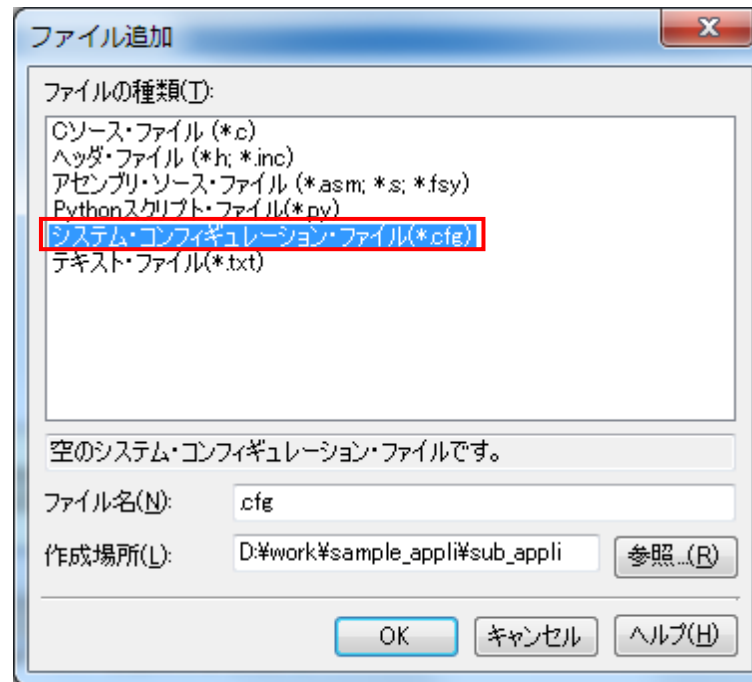 ファイル追加
ファイルの種類(T):
Cソース・ファイル (*.c)
ヘッダ・ファイル (*.h; *.inc)
アセンブリ・ソース・ファイル (*.asm; *.s; *.fsy)
Pythonスクリプト・ファイル(*.py)
システム・コンフィギュレーション・ファイル(*.cfg)
テキスト・ファイル(*.txt)
空のシステム・コンフィギュレーション・ファイルです。
ファイル名(N): .cfg
作成場所(L): D:¥work¥sample_appli¥sub_appli 参照...(R)
OK キャンセル ヘルプ(H)